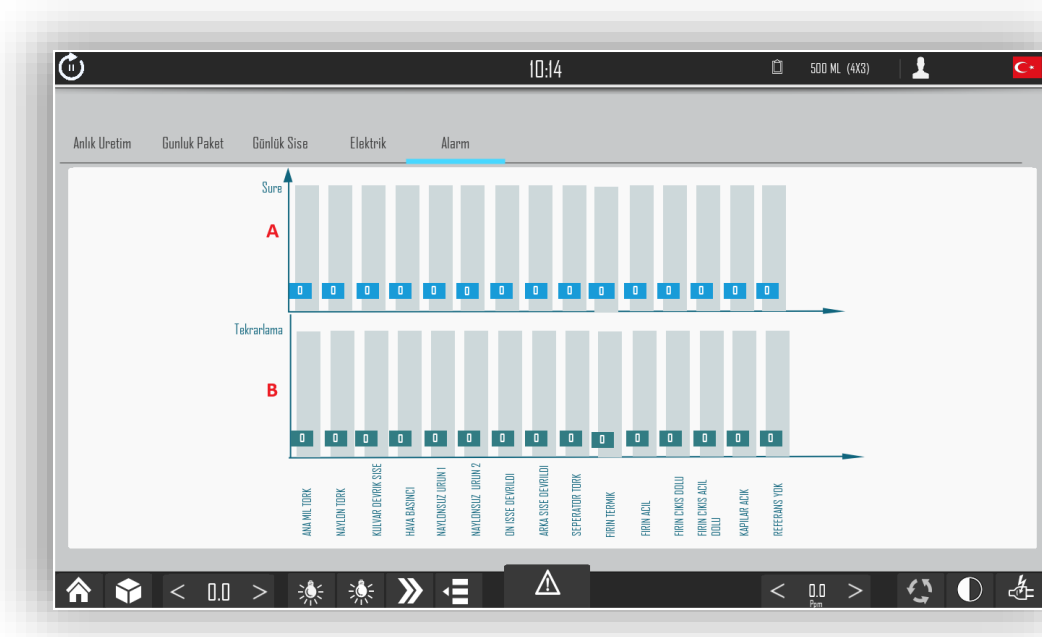 10:14
500 ML (4X3)
Anlık Uretim
Gunluk Paket
Günlük Sise
Elektrik
Alarm
Sure
A
0 0 0 0 0 0 0 0 0 0 0 0 0 0 0
Tekrarlama
B
0 0 0 0 0 0 0 0 0 0 0 0 0 0 0
ANA MIL TORK
NAYLON TORK
KULVAR DEVRIK SISE
HAVA BASINCI
NAYLONSUZ URUN 1
NAYLONSUZ URUN 2
ON ISSE DEVRILDI
ARKA SISE DEVRILDI
SEPERATOR TORK
FIRIN TERMIK
FIRIN ACIL
FIRIN CIKIS DOLU
FIRIN CIKIS ACIL
DOLU
KAPILAR ACIK
REFERANS YOK
< 0.0 >
< 0.0 >
Ppm